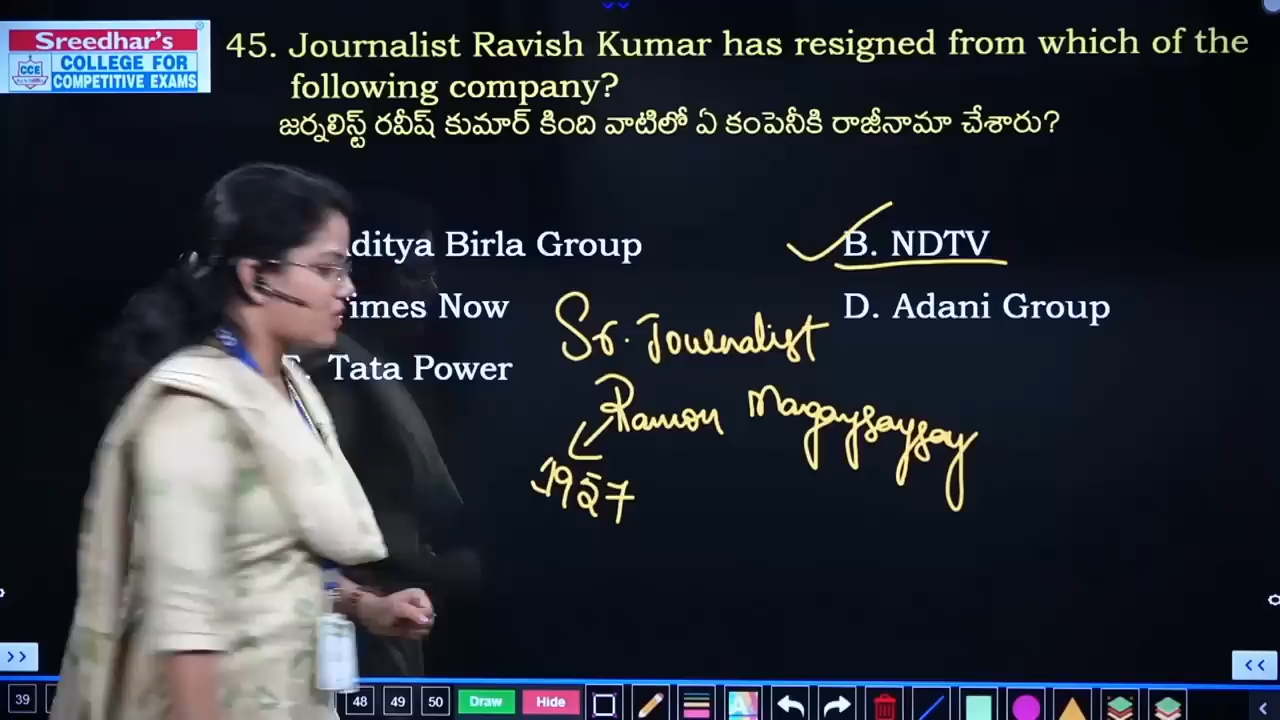 Sreedhar's
CCE
COLLEGE FOR
COMPETITIVE EXAMS
45. Journalist Ravish Kumar has resigned from which of the
following company?
జర్నలిస్ట్ రవీష్ కుమార్ కింది వాటిలో ఏ కంపెనీకి రాజీనామా చేశారు?
ditya Birla Group
B. NDTV
imes Now
D. Adani Group
Tata Power
Sr. Journalist
Ramon Magaysaysay
1957
>>
<<
39
48
49
50
Draw
Hide
<